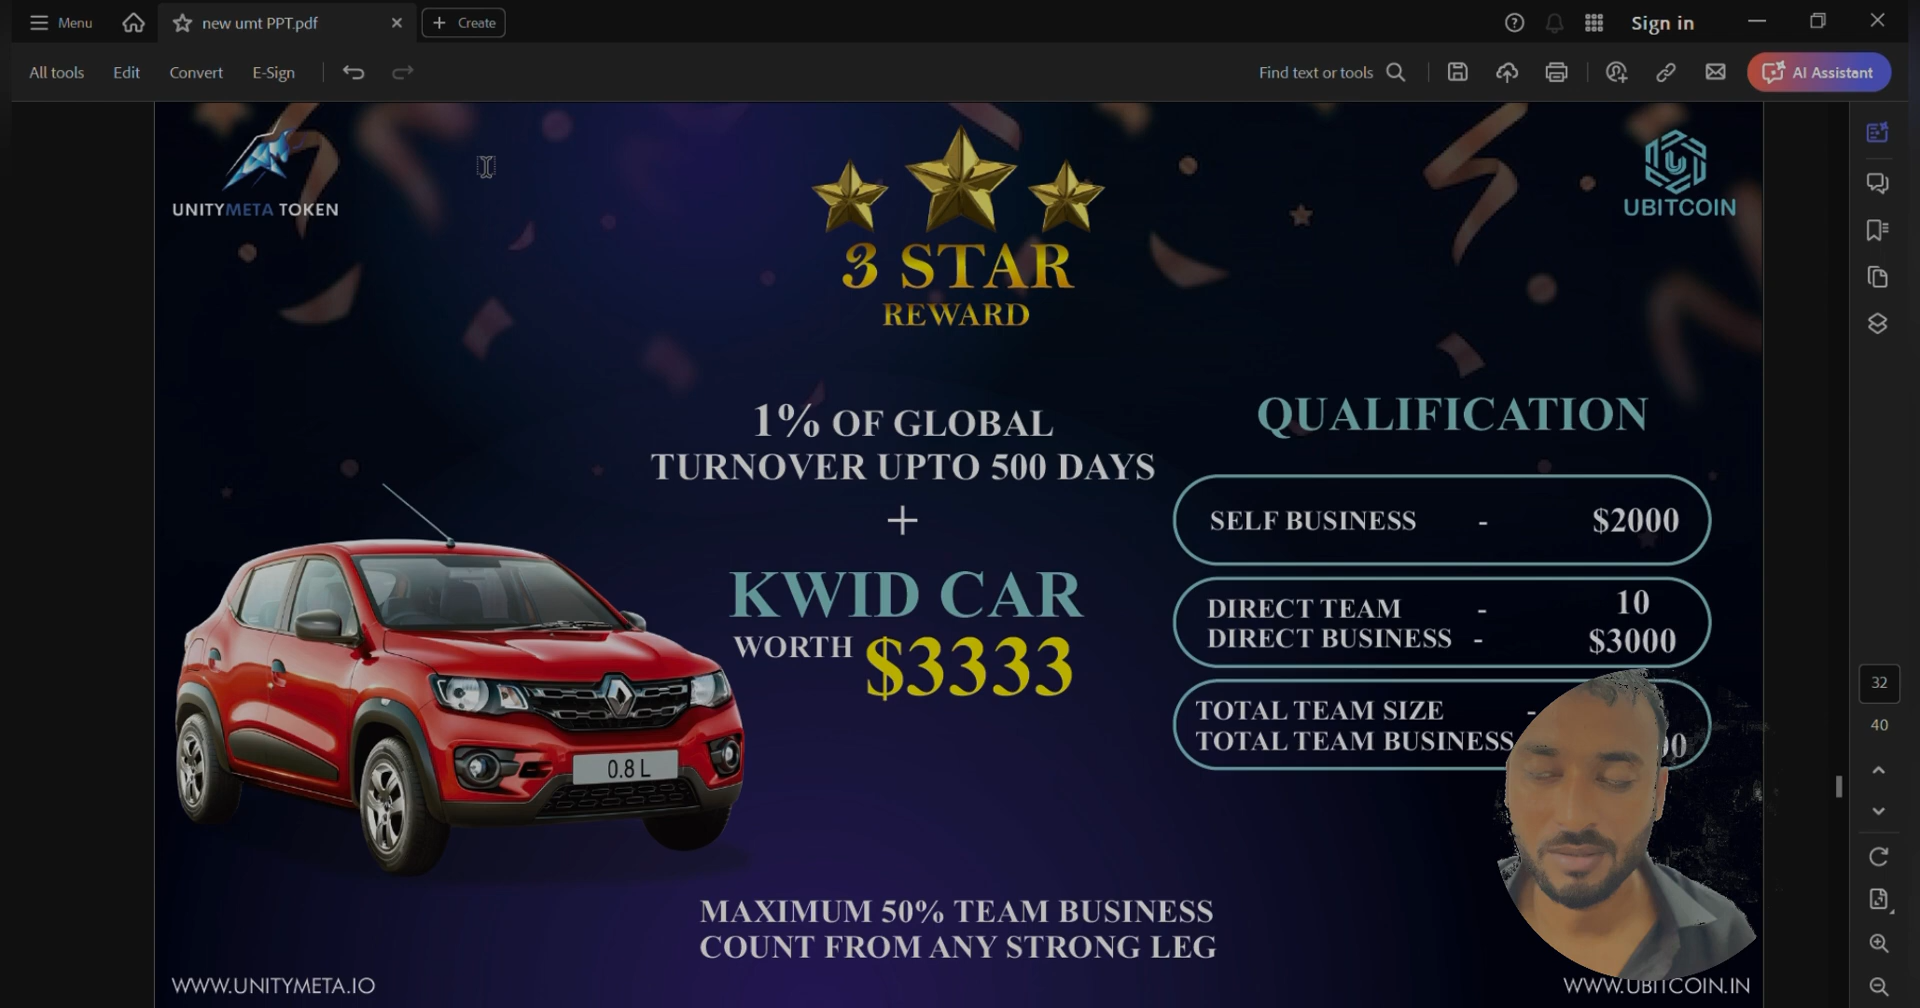 Menu
new umt PPT.pdf
Create
Sign in
All tools
Edit
Convert
E-Sign
Find text or tools
AI Assistant
UNITYMETA TOKEN
UBITCOIN
3 STAR
REWARD
1% OF GLOBAL
TURNOVER UPTO 500 DAYS
+
KWID CAR
WORTH $3333
0.8 L
QUALIFICATION
SELF BUSINESS - $2000
DIRECT TEAM - 10
DIRECT BUSINESS - $3000
TOTAL TEAM SIZE -
TOTAL TEAM BUSINESS
32
40
MAXIMUM 50% TEAM BUSINESS
COUNT FROM ANY STRONG LEG
WWW.UNITYMETA.IO
WWW.UBITCOIN.IN